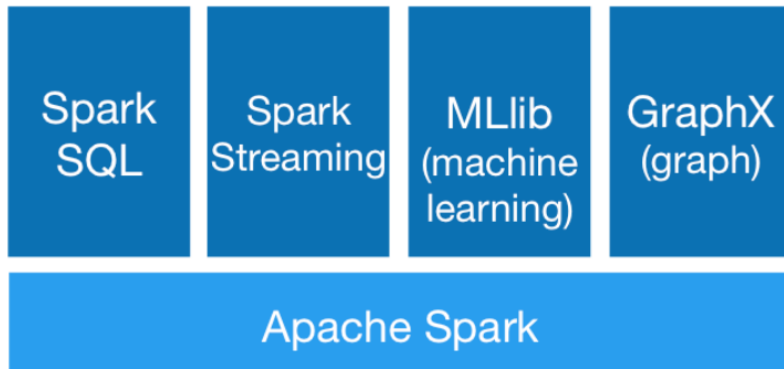 Spark
SQL
Spark
Streaming
MLlib
(machine
learning)
GraphX
(graph)
Apache Spark